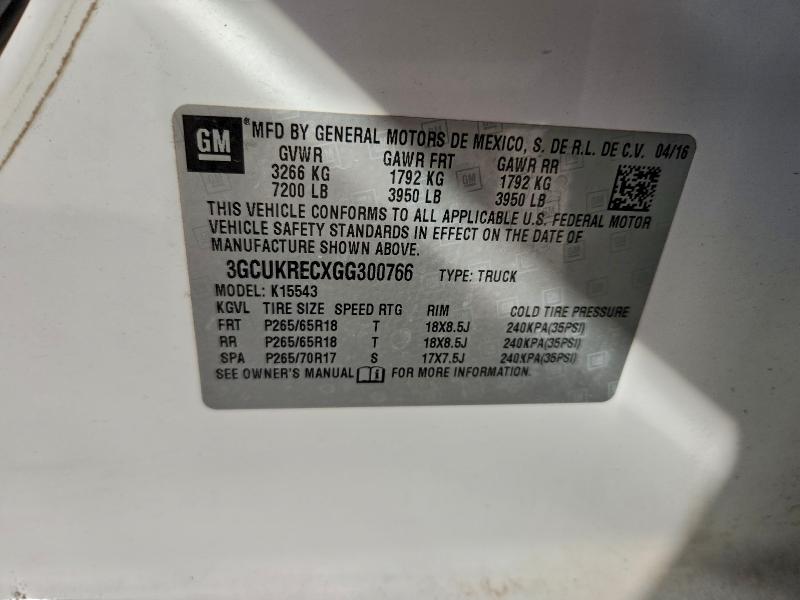 GM ® MFD BY GENERAL MOTORS DE MEXICO, S. DE R.L. DE C.V. 04/16
GVWR GAWR FRT GAWR RR
3266 KG 1792 KG 1792 KG
7200 LB 3950 LB 3950 LB
THIS VEHICLE CONFORMS TO ALL APPLICABLE U.S. FEDERAL MOTOR
VEHICLE SAFETY STANDARDS IN EFFECT ON THE DATE OF
MANUFACTURE SHOWN ABOVE.
3GCUKRECXGG300766 TYPE: TRUCK
MODEL: K15543
KGVL TIRE SIZE SPEED RTG RIM COLD TIRE PRESSURE
FRT P265/65R18 T 18X8.5J 240KPA(35PSI)
RR P265/65R18 T 18X8.5J 240KPA(35PSI)
SPA P265/70R17 S 17X7.5J 240KPA(35PSI)
SEE OWNER'S MANUAL FOR MORE INFORMATION.